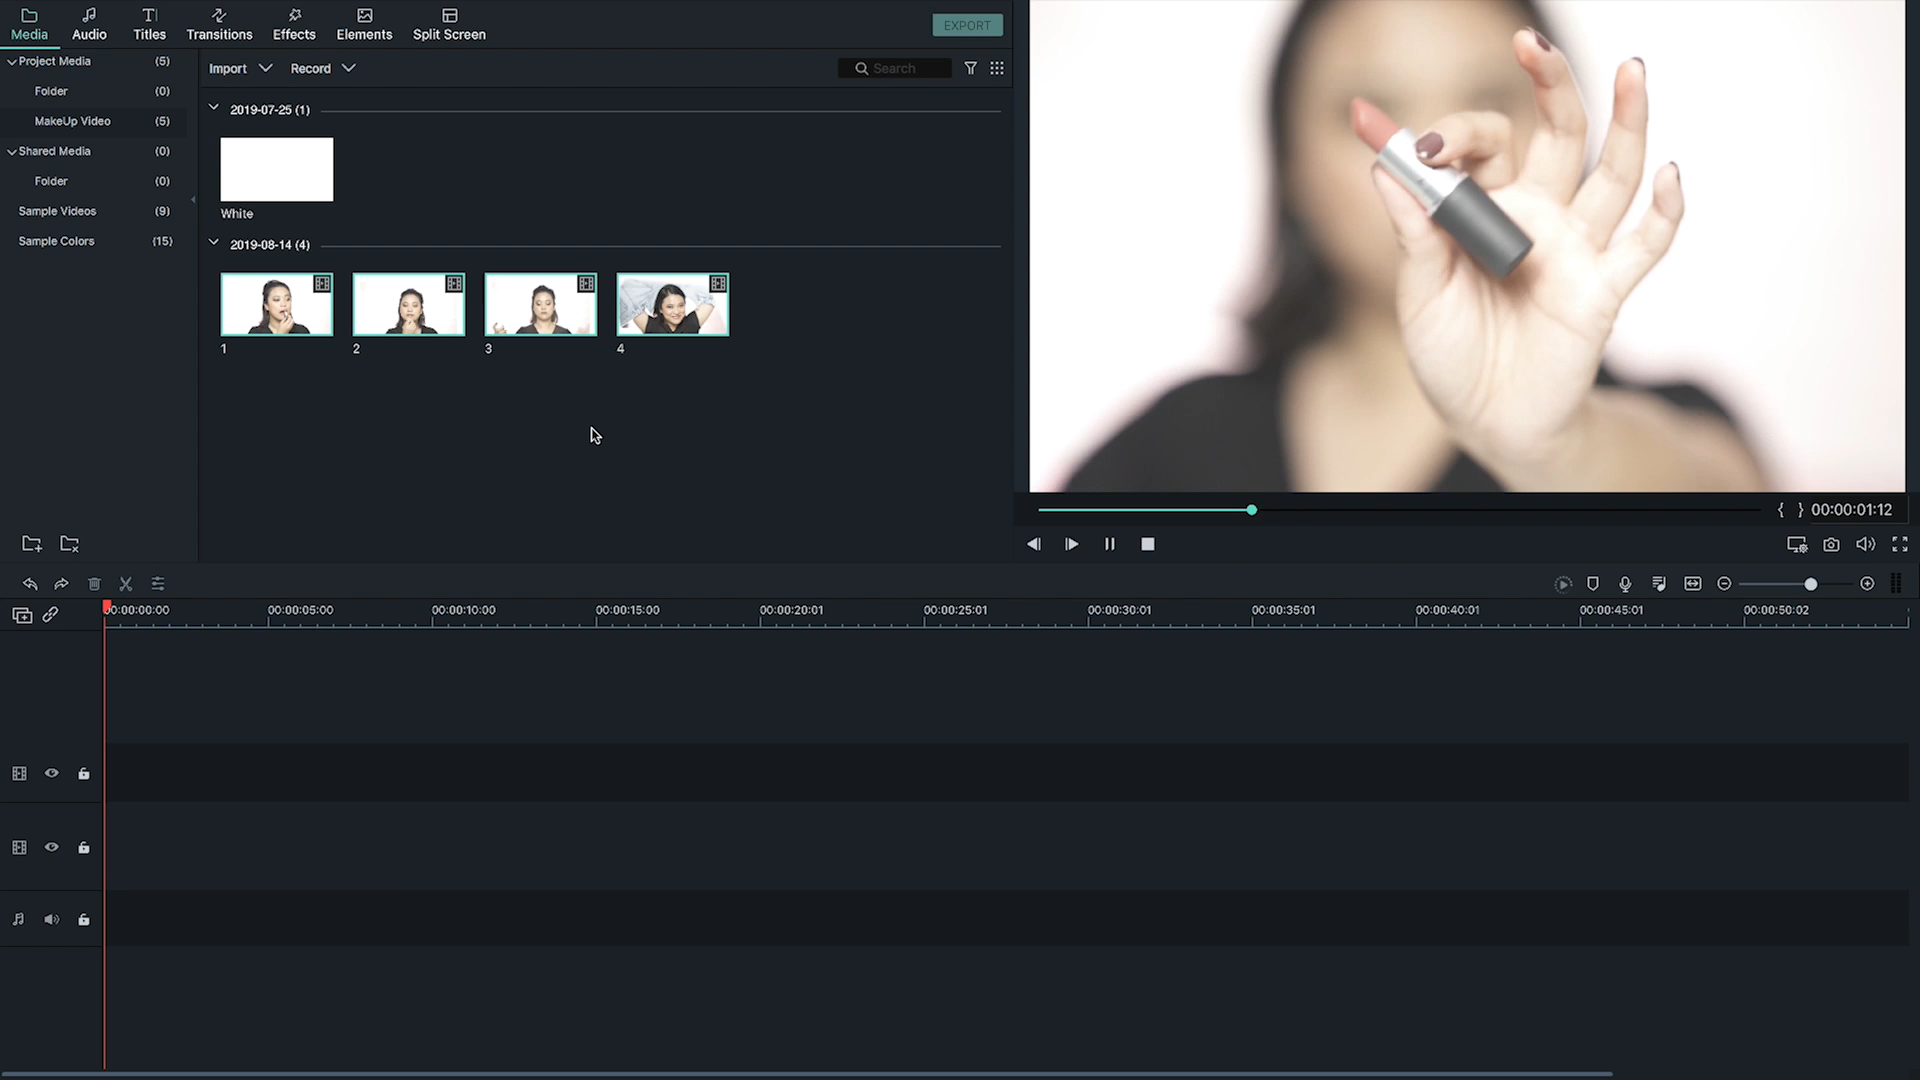 Media Audio Titles Transitions Effects Elements Split Screen EXPORT
Project Media (5)
Folder (0)
MakeUp Video (5)
Shared Media (0)
Folder (0)
Sample Videos (9)
Sample Colors (15)
Import Record Search
2019-07-25 (1)
White
2019-08-14 (4)
1 2 3 4
{ } 00:00:01:12
00:00:00:00 00:00:05:00 00:00:10:00 00:00:15:00 00:00:20:01 00:00:25:01 00:00:30:01 00:00:35:01 00:00:40:01 00:00:45:01 00:00:50:02